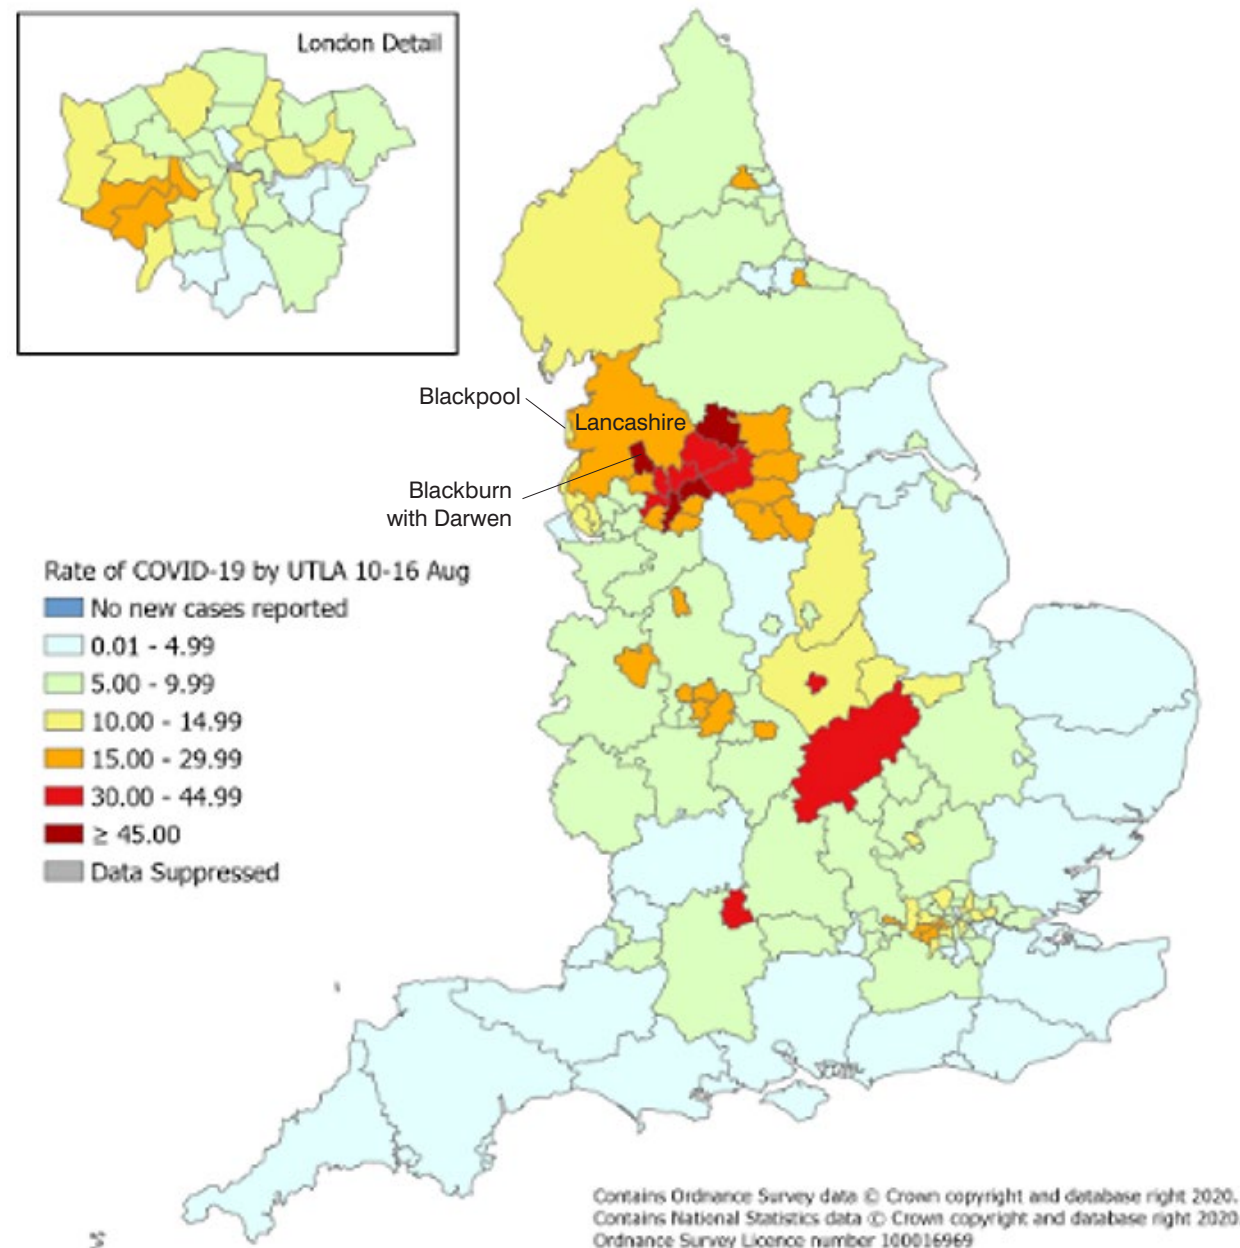 London Detail
Blackpool
Lancashire
Blackburn
with Darwen
Rate of COVID-19 by UTLA 10-16 Aug
No new cases reported
0.01 - 4.99
5.00 - 9.99
10.00 - 14.99
15.00 - 29.99
30.00 - 44.99
≥ 45.00
Data Suppressed
Contains Ordnance Survey data © Crown copyright and database right 2020.
Contains National Statistics data © Crown copyright and database right 2020
Ordnance Survey Licence number 100016969